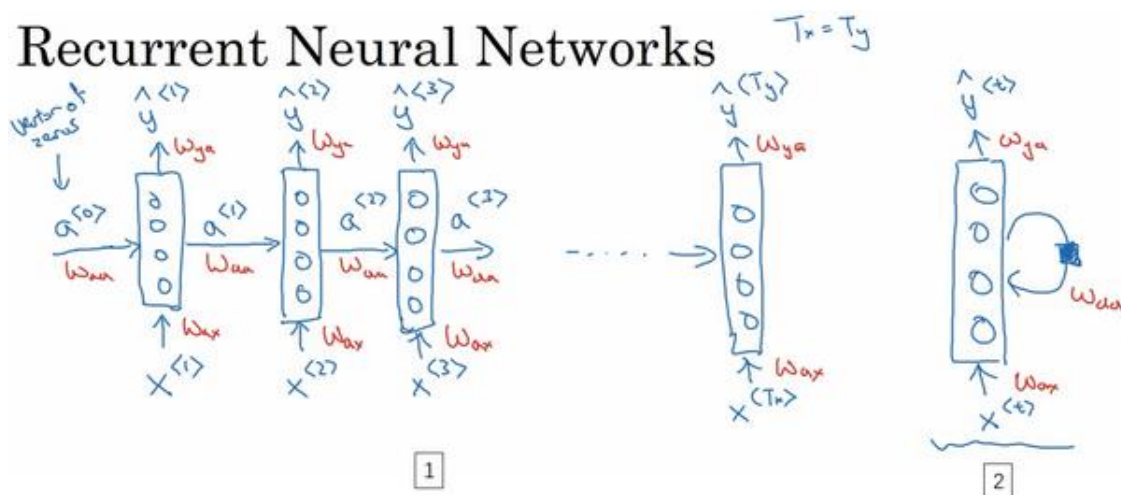 Recurrent Neural Networks
Tx = Ty
vector of zeros
ŷ<1> ŷ<2> ŷ<3> ŷ<Ty> ŷ<t>
Wya Wya Wya Wya Wya
a<0> a<1> a<2> a<3> .....
Waa Waa Waa Waa Waa
Wax Wax Wax Wax Wax
x<1> x<2> x<3> x<Tx> x<t>
1 2